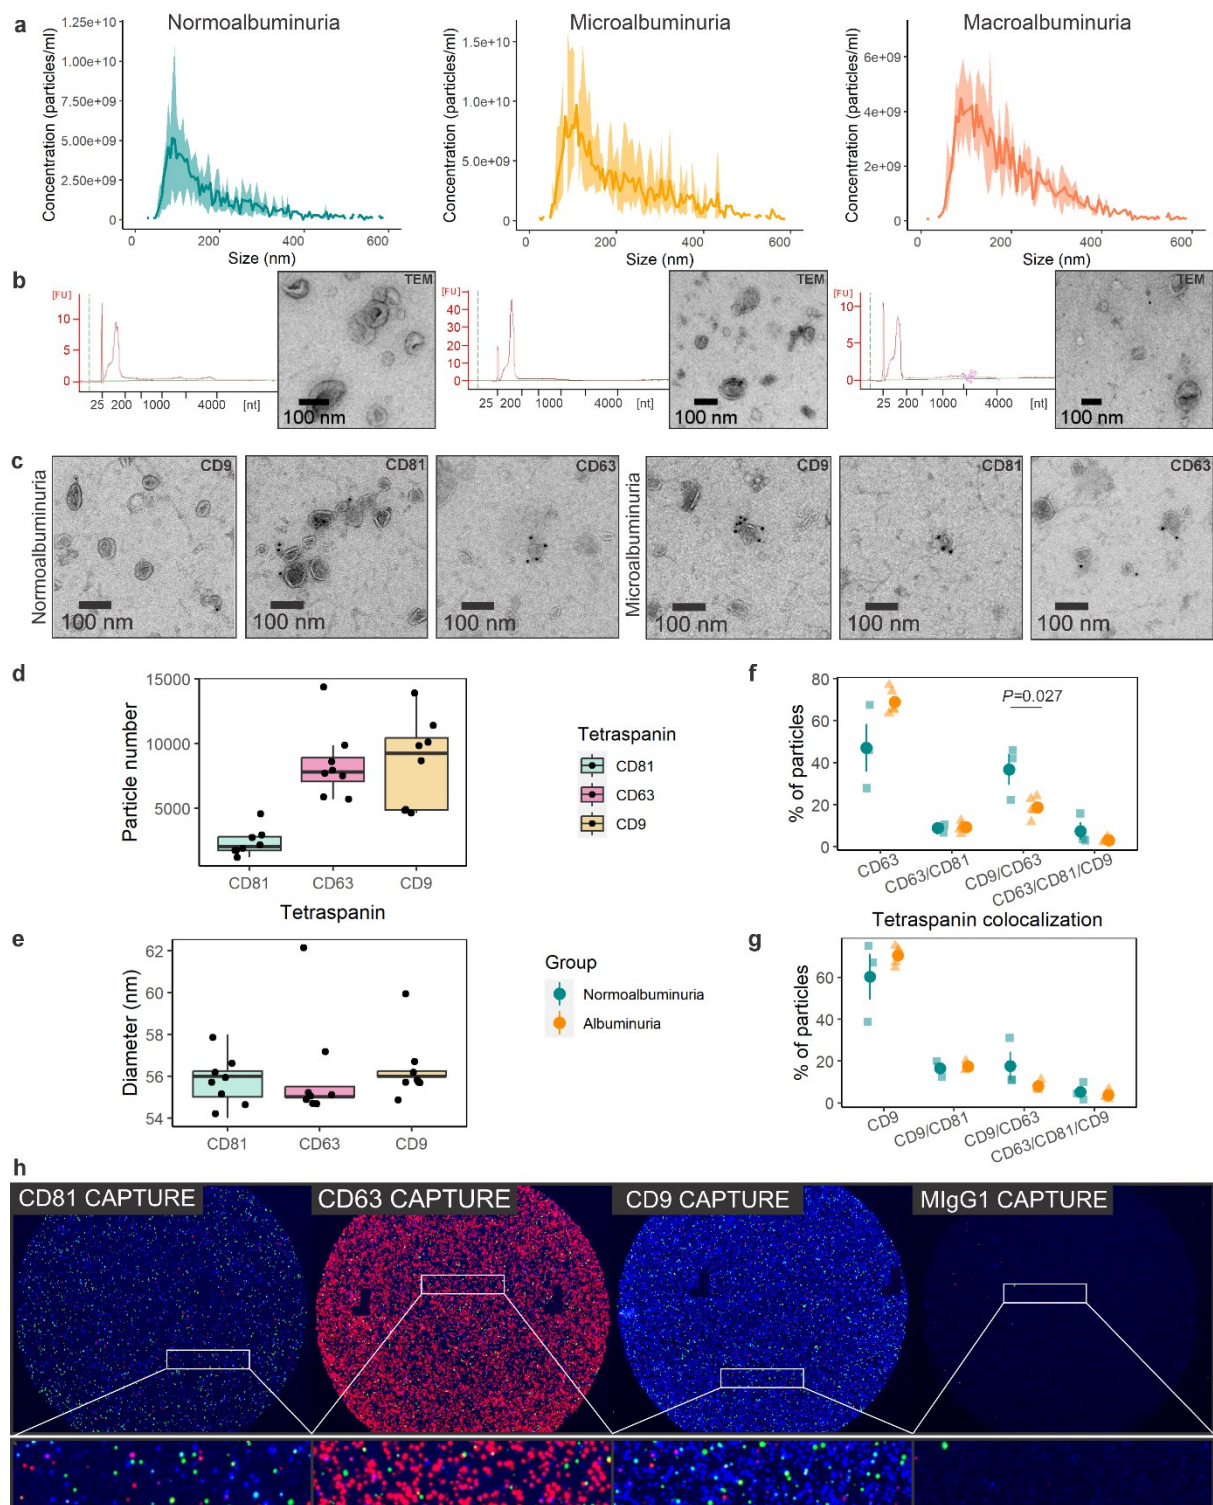 a
Normoalbuminuria
Microalbuminuria
Macroalbuminuria
Concentration (particles/ml)
1.25e+10
1.00e+10
7.50e+09
5.00e+09
2.50e+09
0
0 200 400 600
Size (nm)
Concentration (particles/ml)
1.5e+10
1.0e+10
5.0e+09
0
0 200 400 600
Size (nm)
Concentration (particles/ml)
6e+09
4e+09
2e+09
0
0 200 400 600
Size (nm)
b
[FU]
10
5
0
25 200 1000 4000 [nt]
TEM
100 nm
[FU]
50
40
30
20
10
0
25 200 1000 4000 [nt]
TEM
100 nm
[FU]
10
5
0
25 200 1000 4000 [nt]
TEM
100 nm
c
Normoalbuminuria
CD9
100 nm
CD81
100 nm
CD63
100 nm
Microalbuminuria
CD9
100 nm
CD81
100 nm
CD63
100 nm
d
Particle number
15000
10000
5000
CD81 CD63 CD9
Tetraspanin
Tetraspanin
CD81
CD63
CD9
e
Diameter (nm)
62
60
58
56
54
CD81 CD63 CD9
Group
Normoalbuminuria
Albuminuria
f
% of particles
80
60
40
20
0
P=0.027
CD63
CD63/CD81
CD9/CD63
CD63/CD81/CD9
Tetraspanin colocalization
g
% of particles
60
40
20
0
CD9
CD9/CD81
CD9/CD63
CD63/CD81/CD9
h
CD81 CAPTURE
CD63 CAPTURE
CD9 CAPTURE
MIgG1 CAPTURE